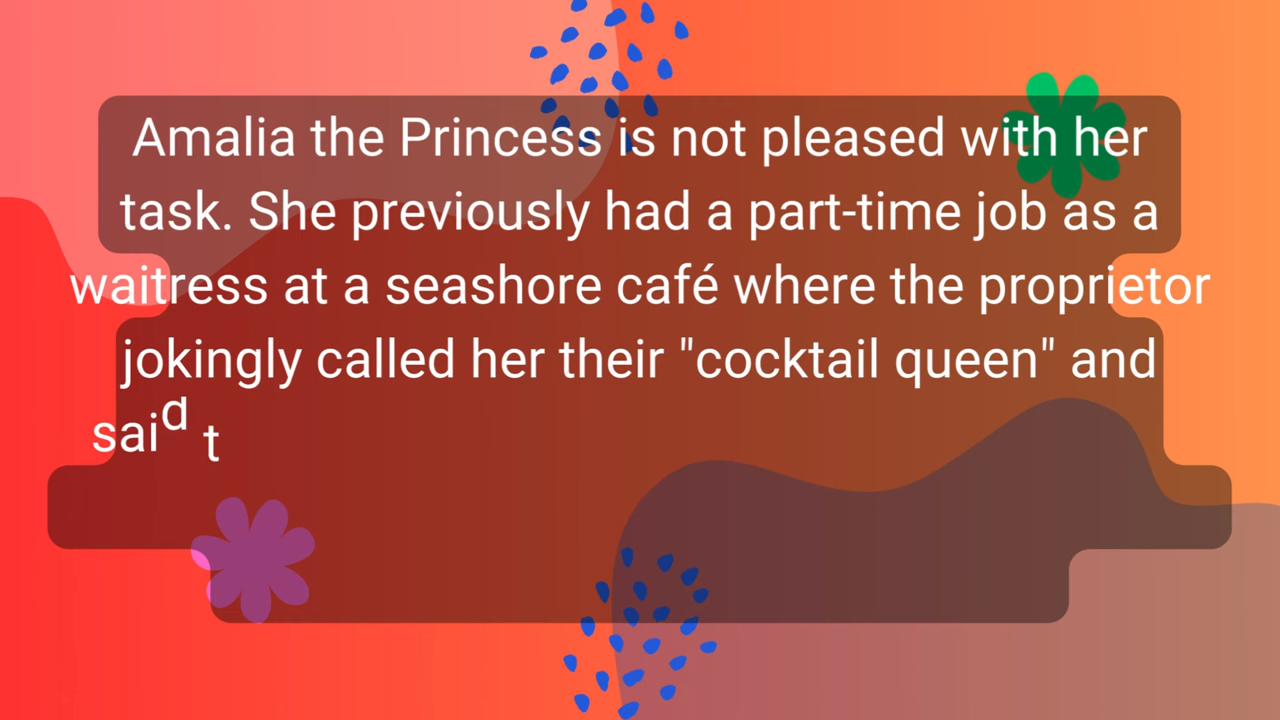 Amalia the Princess is not pleased with her
task. She previously had a part-time job as a
waitress at a seashore café where the proprietor
jokingly called her their "cocktail queen" and
said t